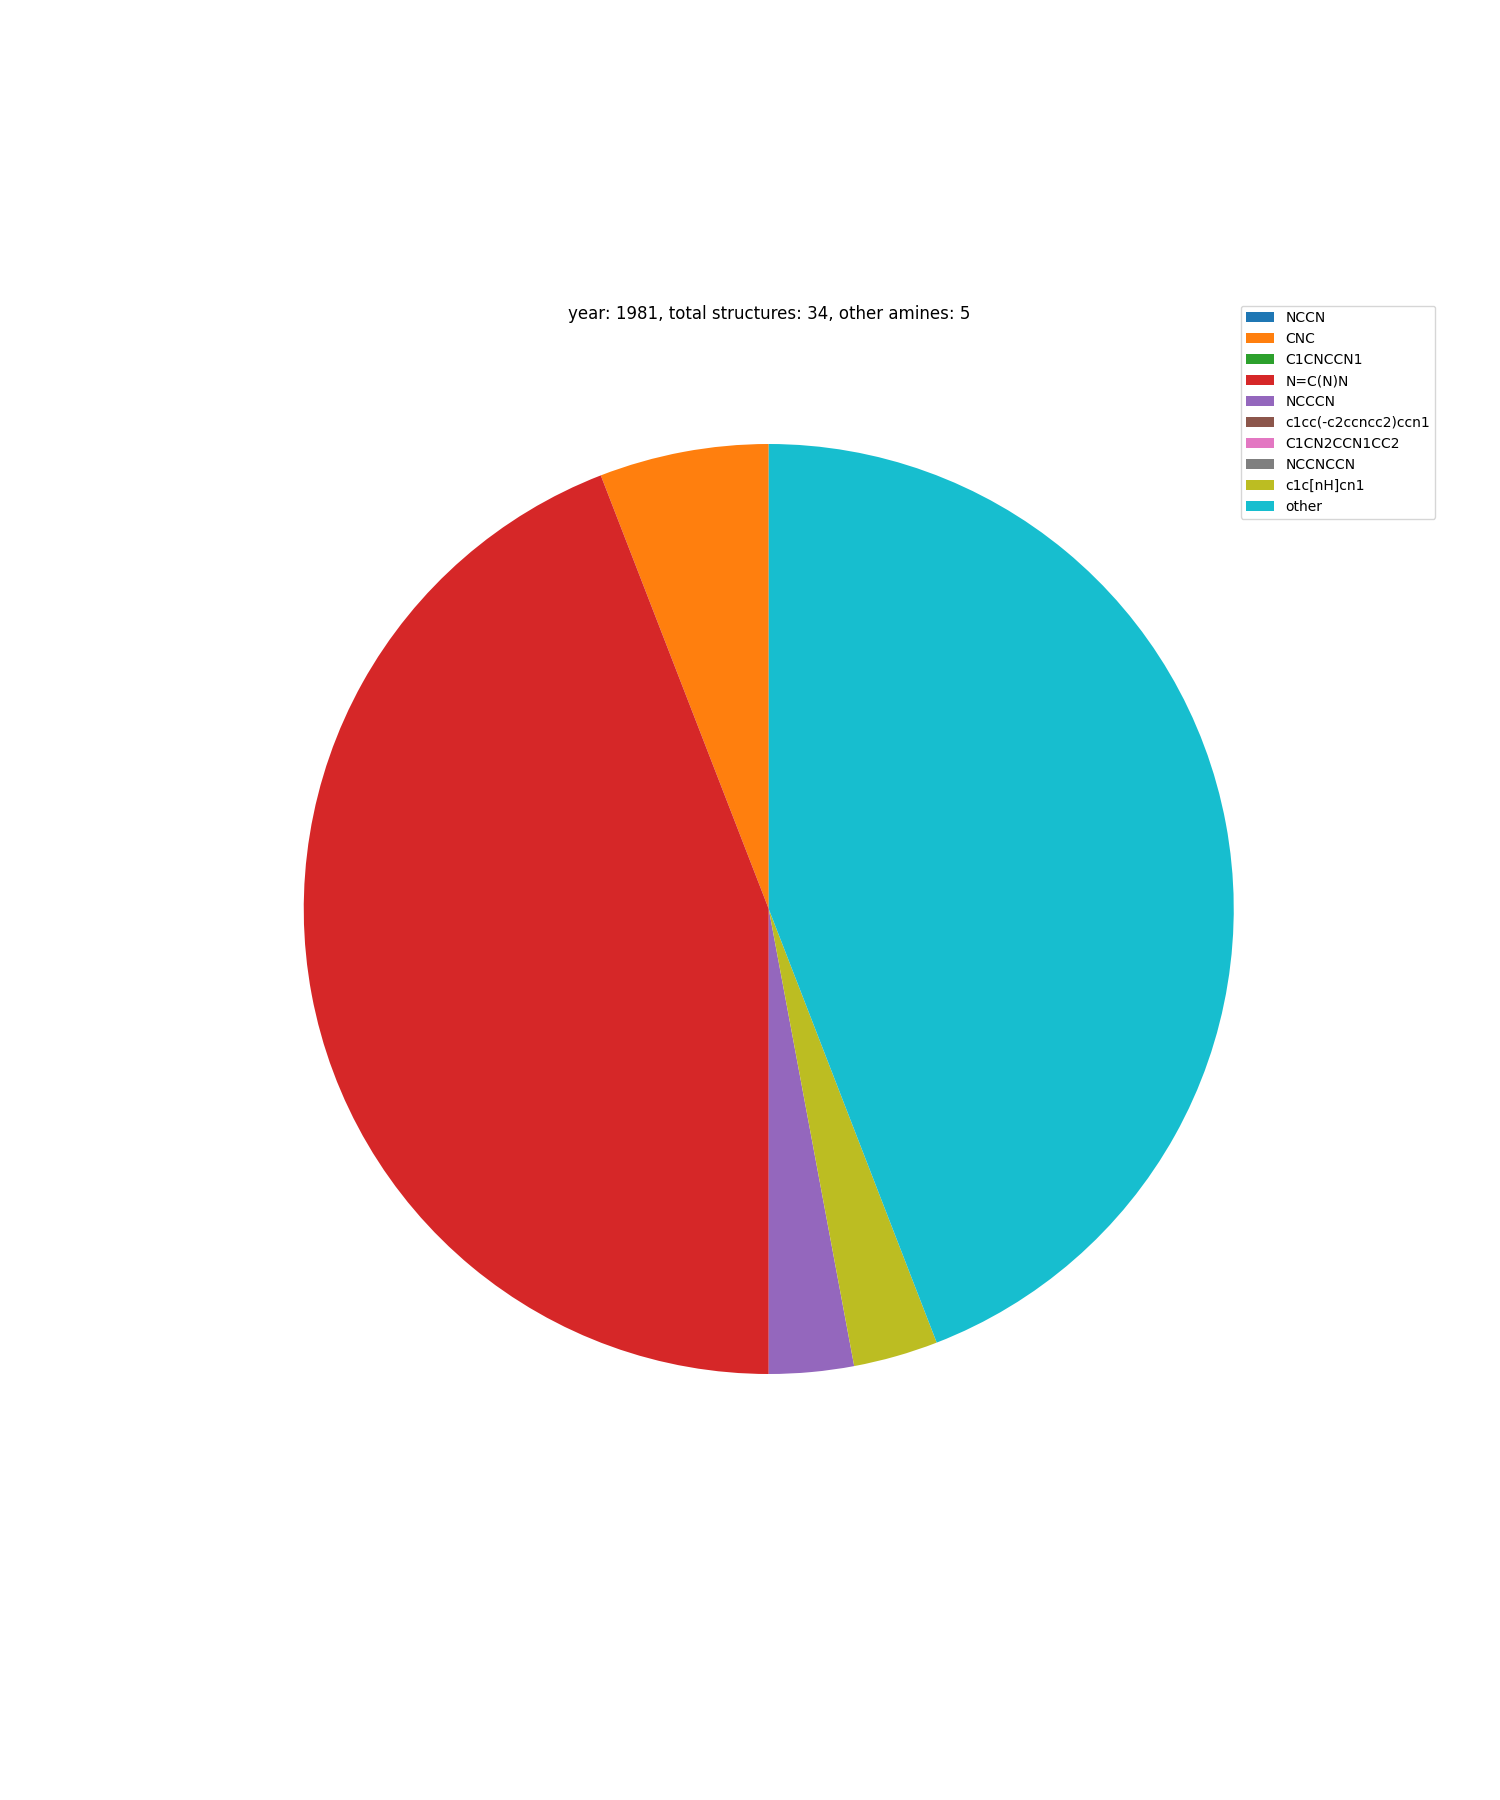 year: 1981, total structures: 34, other amines: 5
NCCN
CNC
C1CNCCN1
N=C(N)N
NCCCN
c1cc(-c2ccncc2)ccn1
C1CN2CCN1CC2
NCCNCCN
c1c[nH]cn1
other